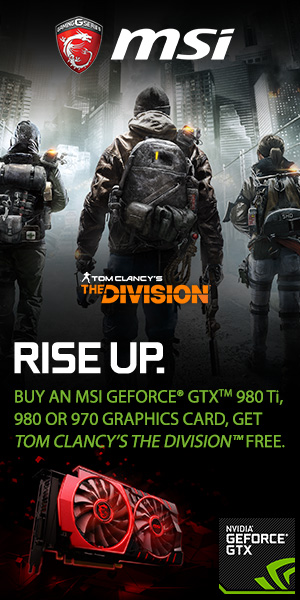 GAMING G SERIES
msi
TOM CLANCY'S
THE DIVISION
RISE UP.
BUY AN MSI GEFORCE® GTX™ 980 Ti,
980 OR 970 GRAPHICS CARD, GET
TOM CLANCY'S THE DIVISION™ FREE.
NVIDIA
GEFORCE®
GTX